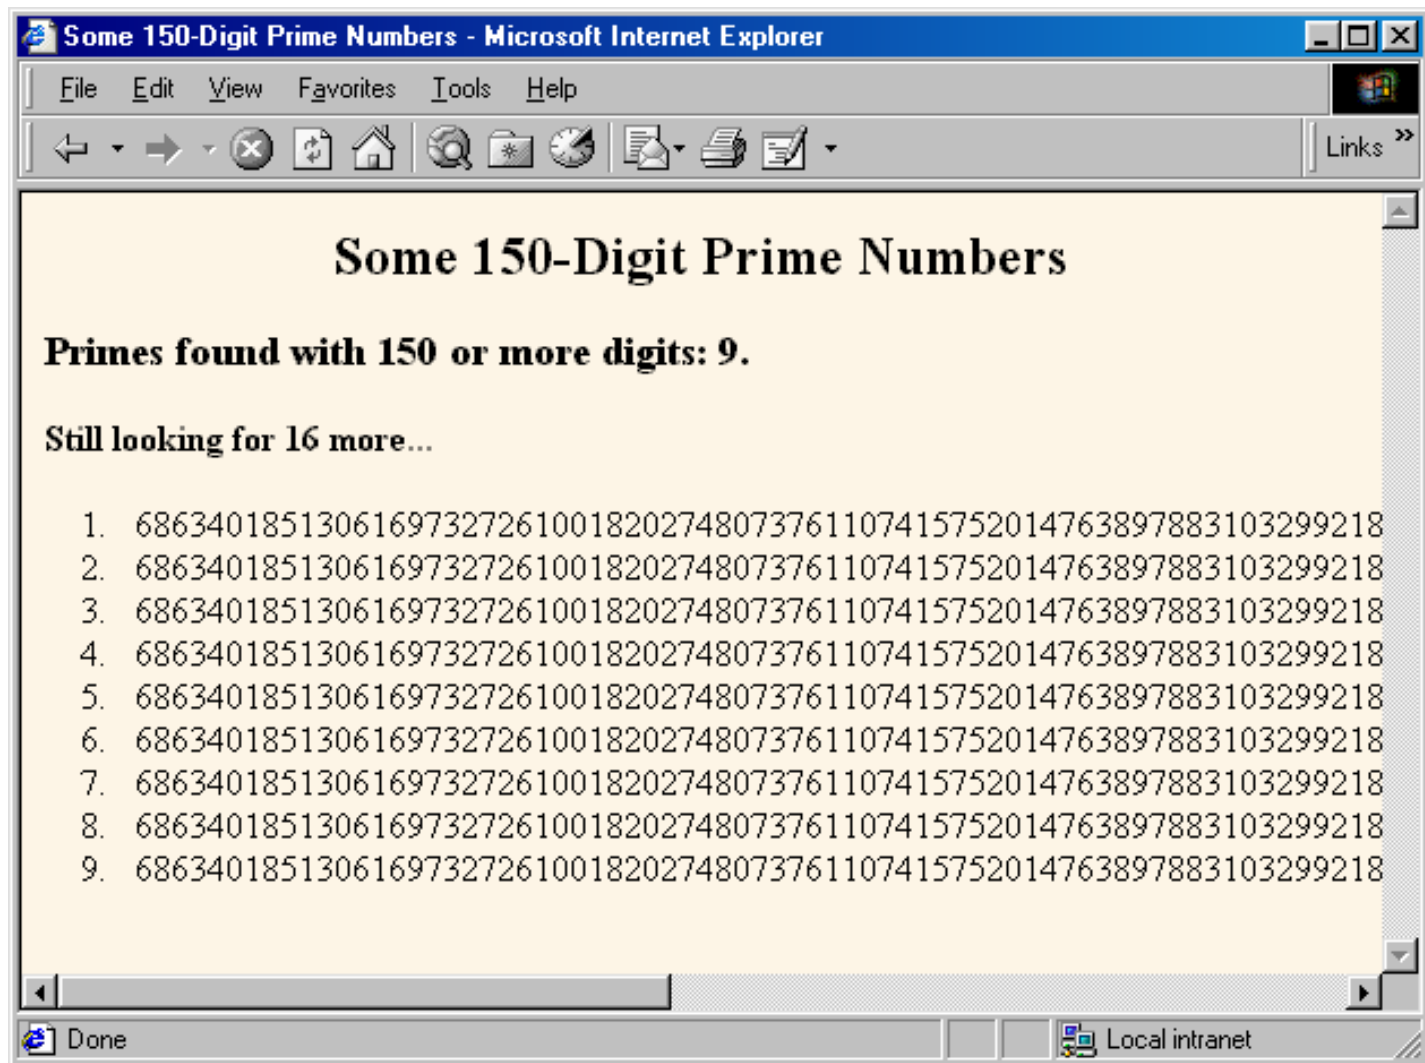 Some 150-Digit Prime Numbers - Microsoft Internet Explorer
File Edit View Favorites Tools Help
Links »
Some 150-Digit Prime Numbers
Primes found with 150 or more digits: 9.
Still looking for 16 more...
1. 686340185130616973272610018202748073761107415752014763897883103299218
2. 686340185130616973272610018202748073761107415752014763897883103299218
3. 686340185130616973272610018202748073761107415752014763897883103299218
4. 686340185130616973272610018202748073761107415752014763897883103299218
5. 686340185130616973272610018202748073761107415752014763897883103299218
6. 686340185130616973272610018202748073761107415752014763897883103299218
7. 686340185130616973272610018202748073761107415752014763897883103299218
8. 686340185130616973272610018202748073761107415752014763897883103299218
9. 686340185130616973272610018202748073761107415752014763897883103299218
Done
Local intranet